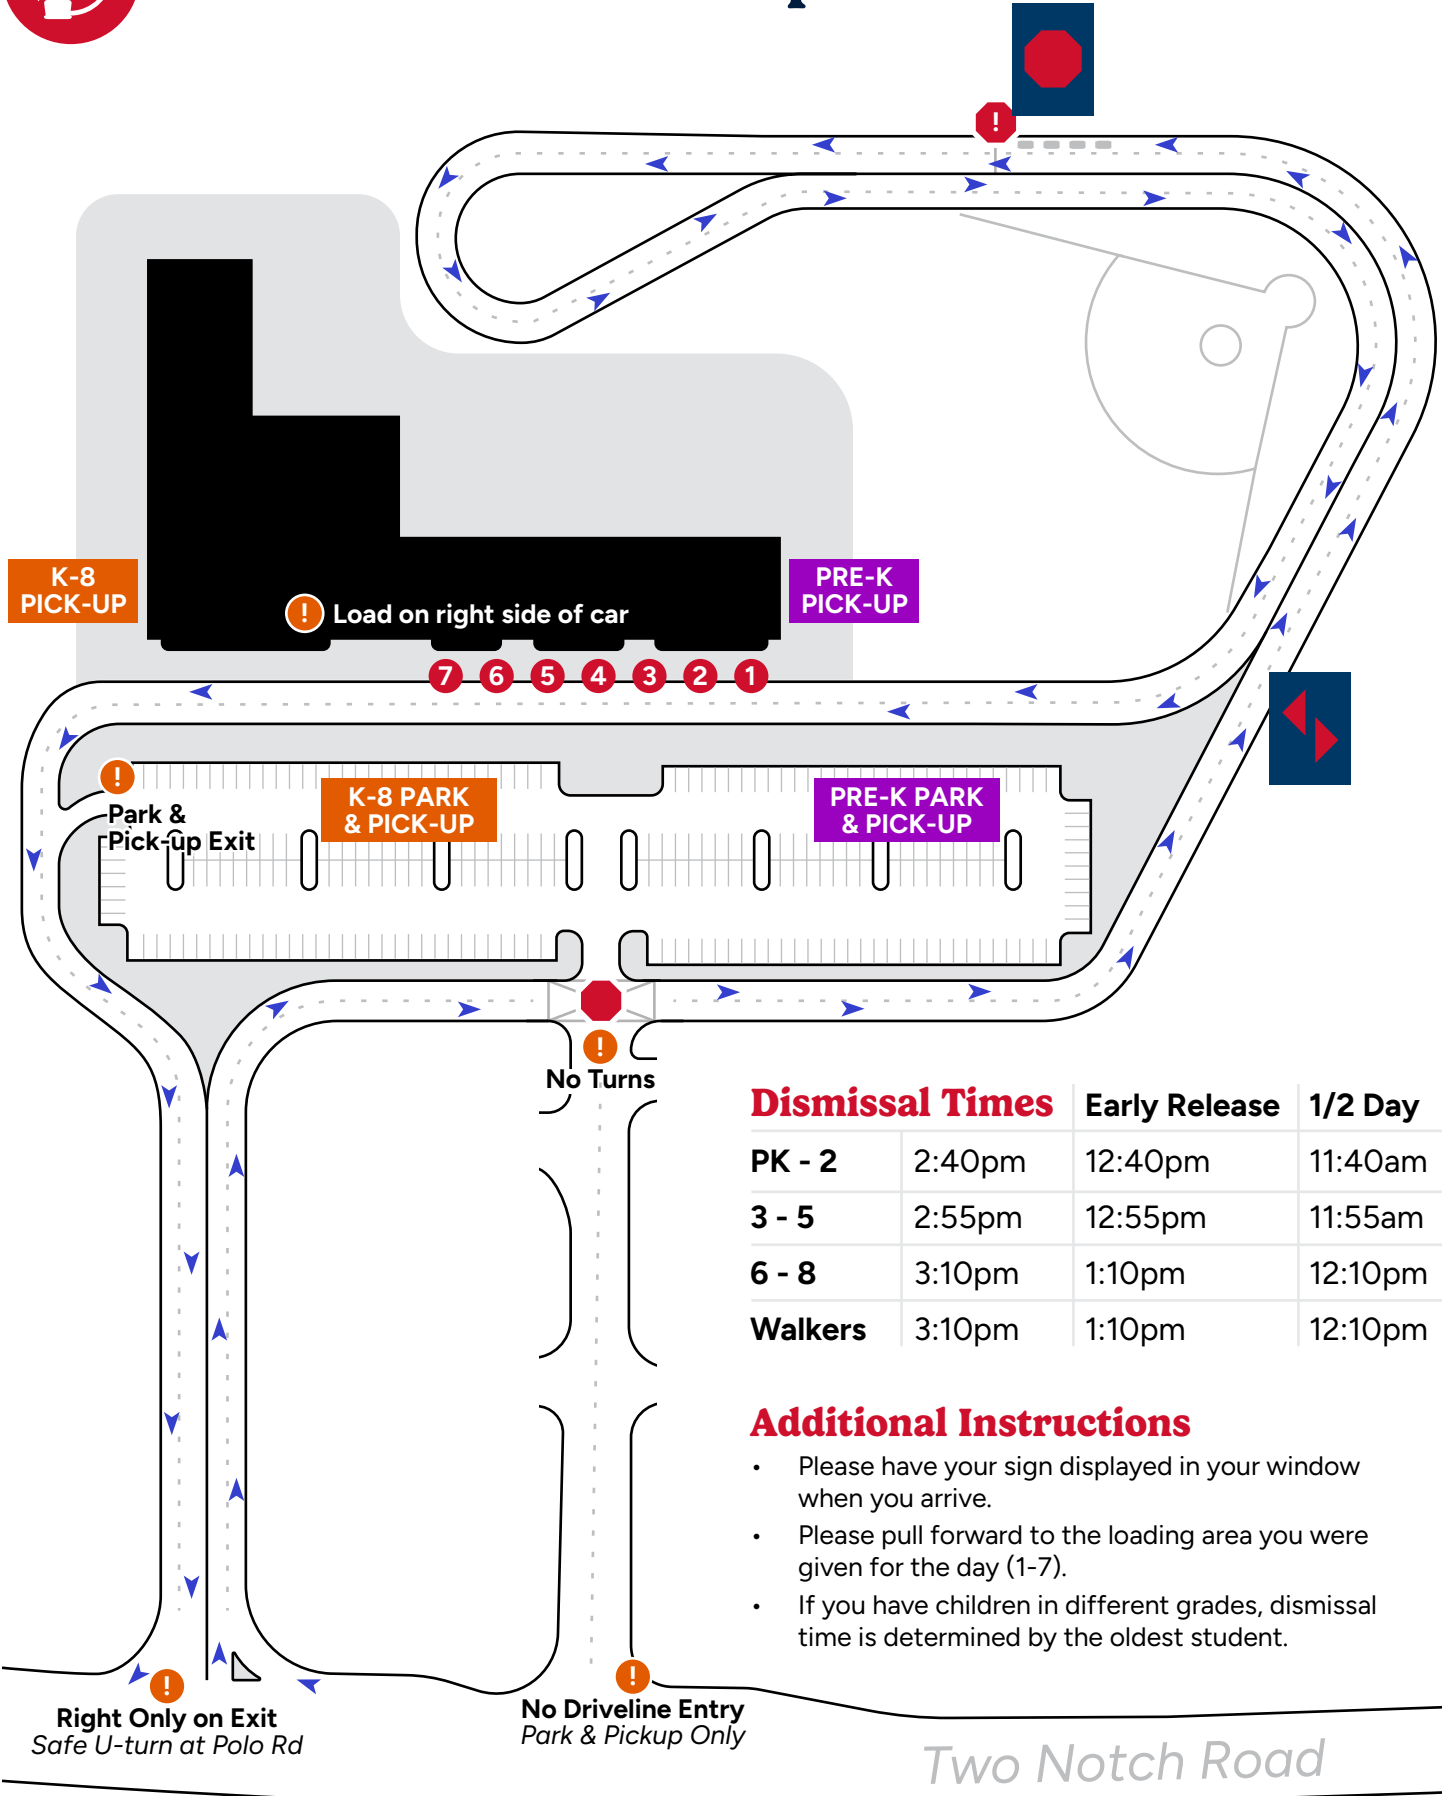 !
K-8
PICK-UP
PRE-K
PICK-UP
! Load on right side of car
7 6 5 4 3 2 1
!
Park &
Pick-up Exit
K-8 PARK
& PICK-UP
PRE-K PARK
& PICK-UP
!
No Turns
Dismissal Times Early Release 1/2 Day
PK - 2 2:40pm 12:40pm 11:40am
3 - 5 2:55pm 12:55pm 11:55am
6 - 8 3:10pm 1:10pm 12:10pm
Walkers 3:10pm 1:10pm 12:10pm
Additional Instructions
• Please have your sign displayed in your window
when you arrive.
• Please pull forward to the loading area you were
given for the day (1-7).
• If you have children in different grades, dismissal
time is determined by the oldest student.
!
Right Only on Exit
Safe U-turn at Polo Rd
!
No Driveline Entry
Park & Pickup Only
Two Notch Road